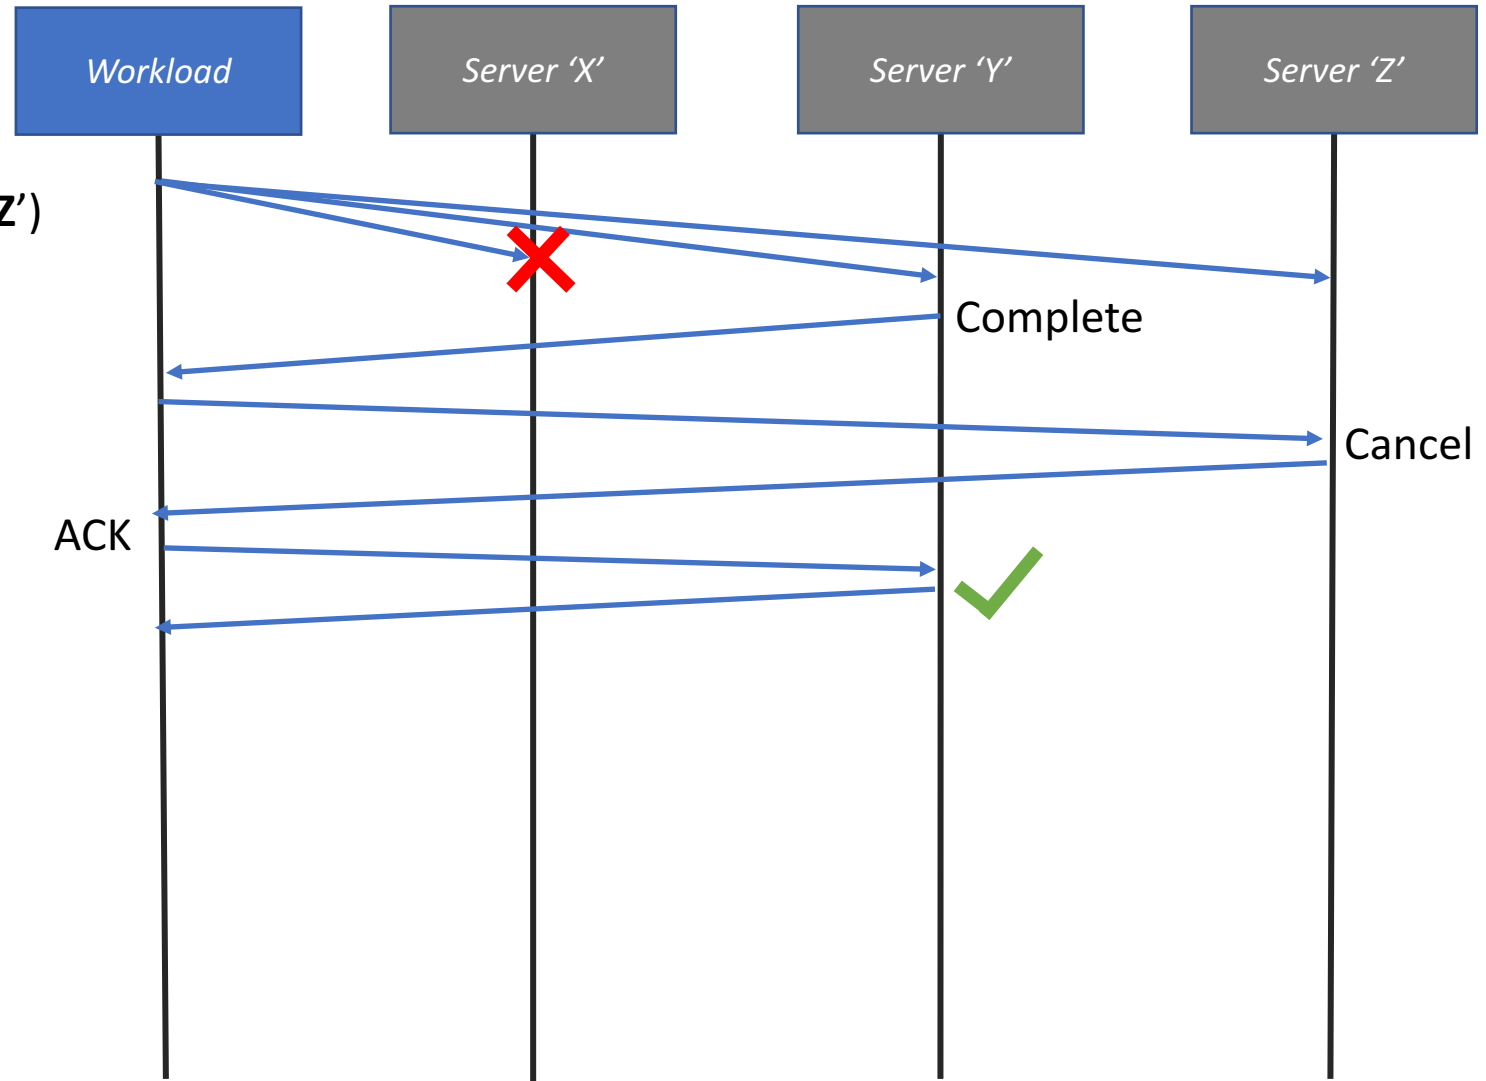 Workload
Server ‘X’
Server ‘Y’
Server ‘Z’
Z’)
Complete
Cancel
ACK